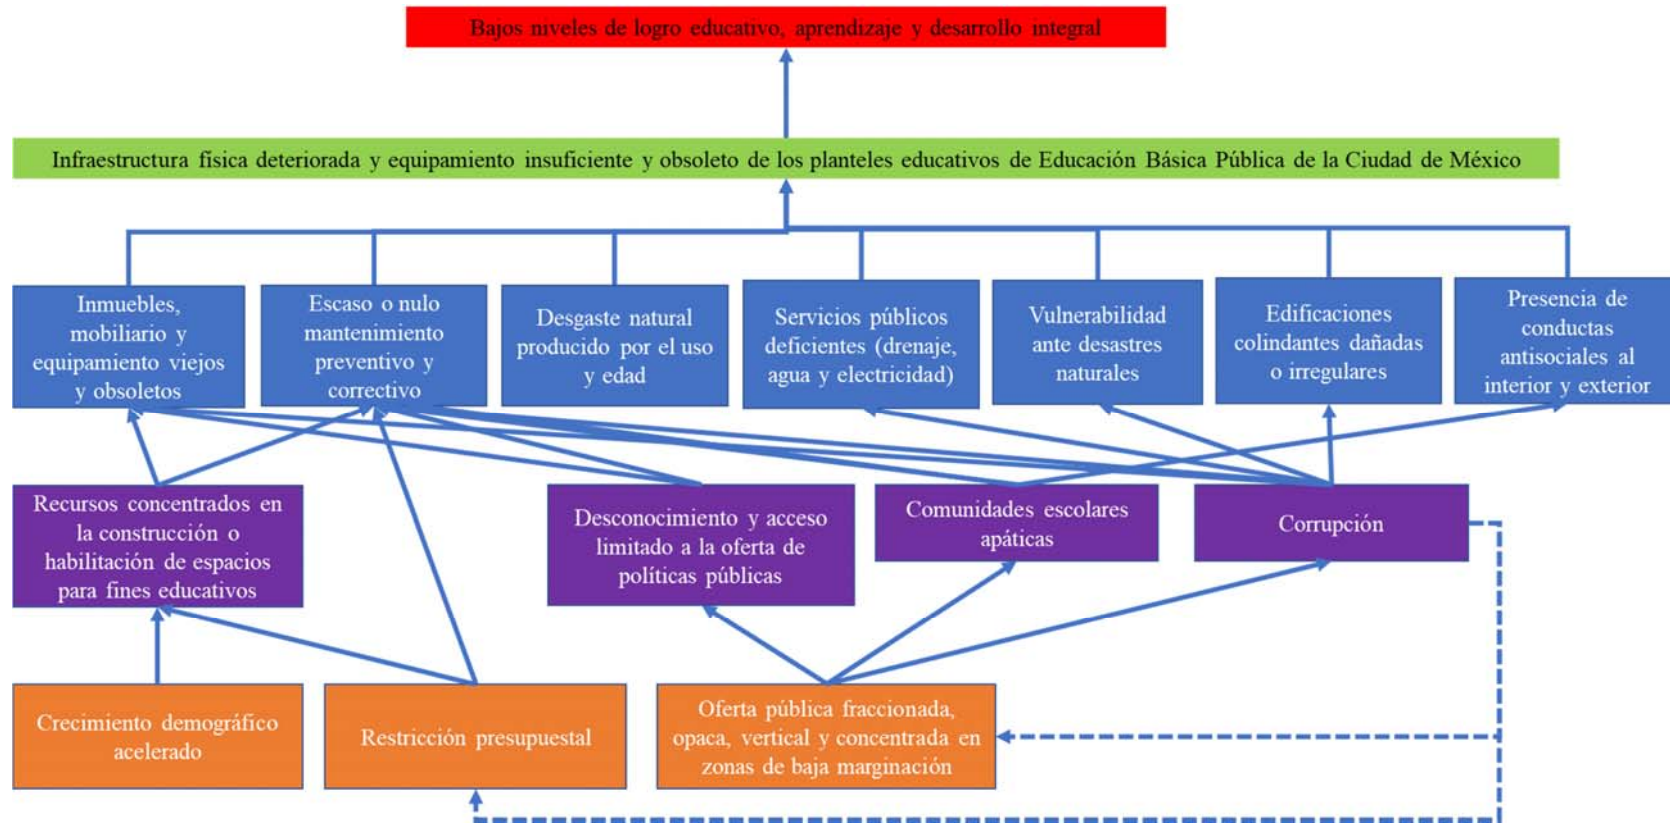 Bajos niveles de logro educativo, aprendizaje y desarrollo integral
Infraestructura física deteriorada y equipamiento insuficiente y obsoleto de los planteles educativos de Educación Básica Pública de la Ciudad de México
Inmuebles,
mobiliario y
equipamiento viejos
y obsoletos
Escaso o nulo
mantenimiento
preventivo y
correctivo
Desgaste natural
producido por el uso
y edad
Servicios públicos
deficientes (drenaje,
agua y electricidad)
Vulnerabilidad
ante desastres
naturales
Edificaciones
colindantes dañadas
o irregulares
Presencia de
conductas
antisociales al
interior y exterior
Recursos concentrados en
la construcción o
habilitación de espacios
para fines educativos
Desconocimiento y acceso
limitado a la oferta de
políticas públicas
Comunidades escolares
apáticas
Corrupción
Crecimiento demográfico
acelerado
Restricción presupuestal
Oferta pública fraccionada,
opaca, vertical y concentrada en
zonas de baja marginación